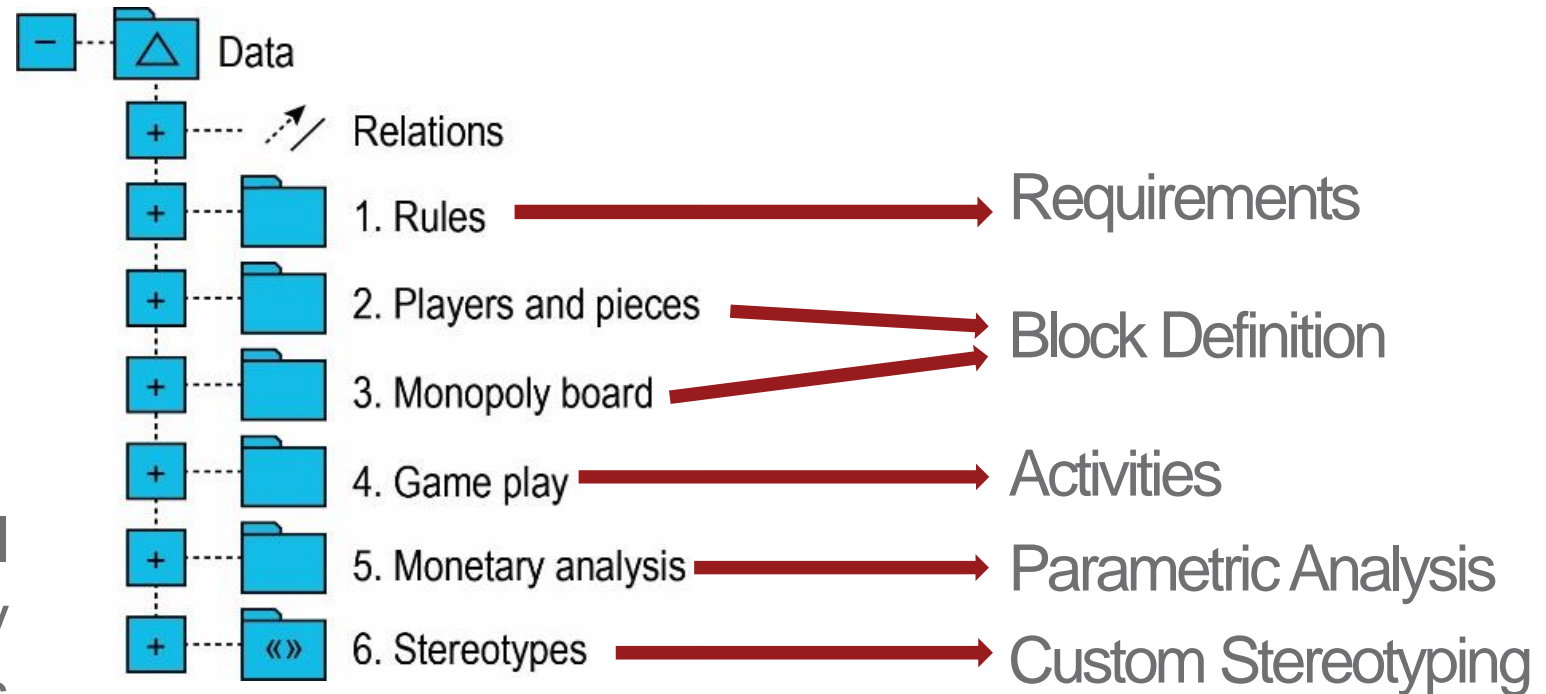 Data
Relations
1. Rules
Requirements
2. Players and pieces
Block Definition
3. Monopoly board
4. Game play
Activities
5. Monetary analysis
Parametric Analysis
«» 6. Stereotypes
Custom Stereotyping